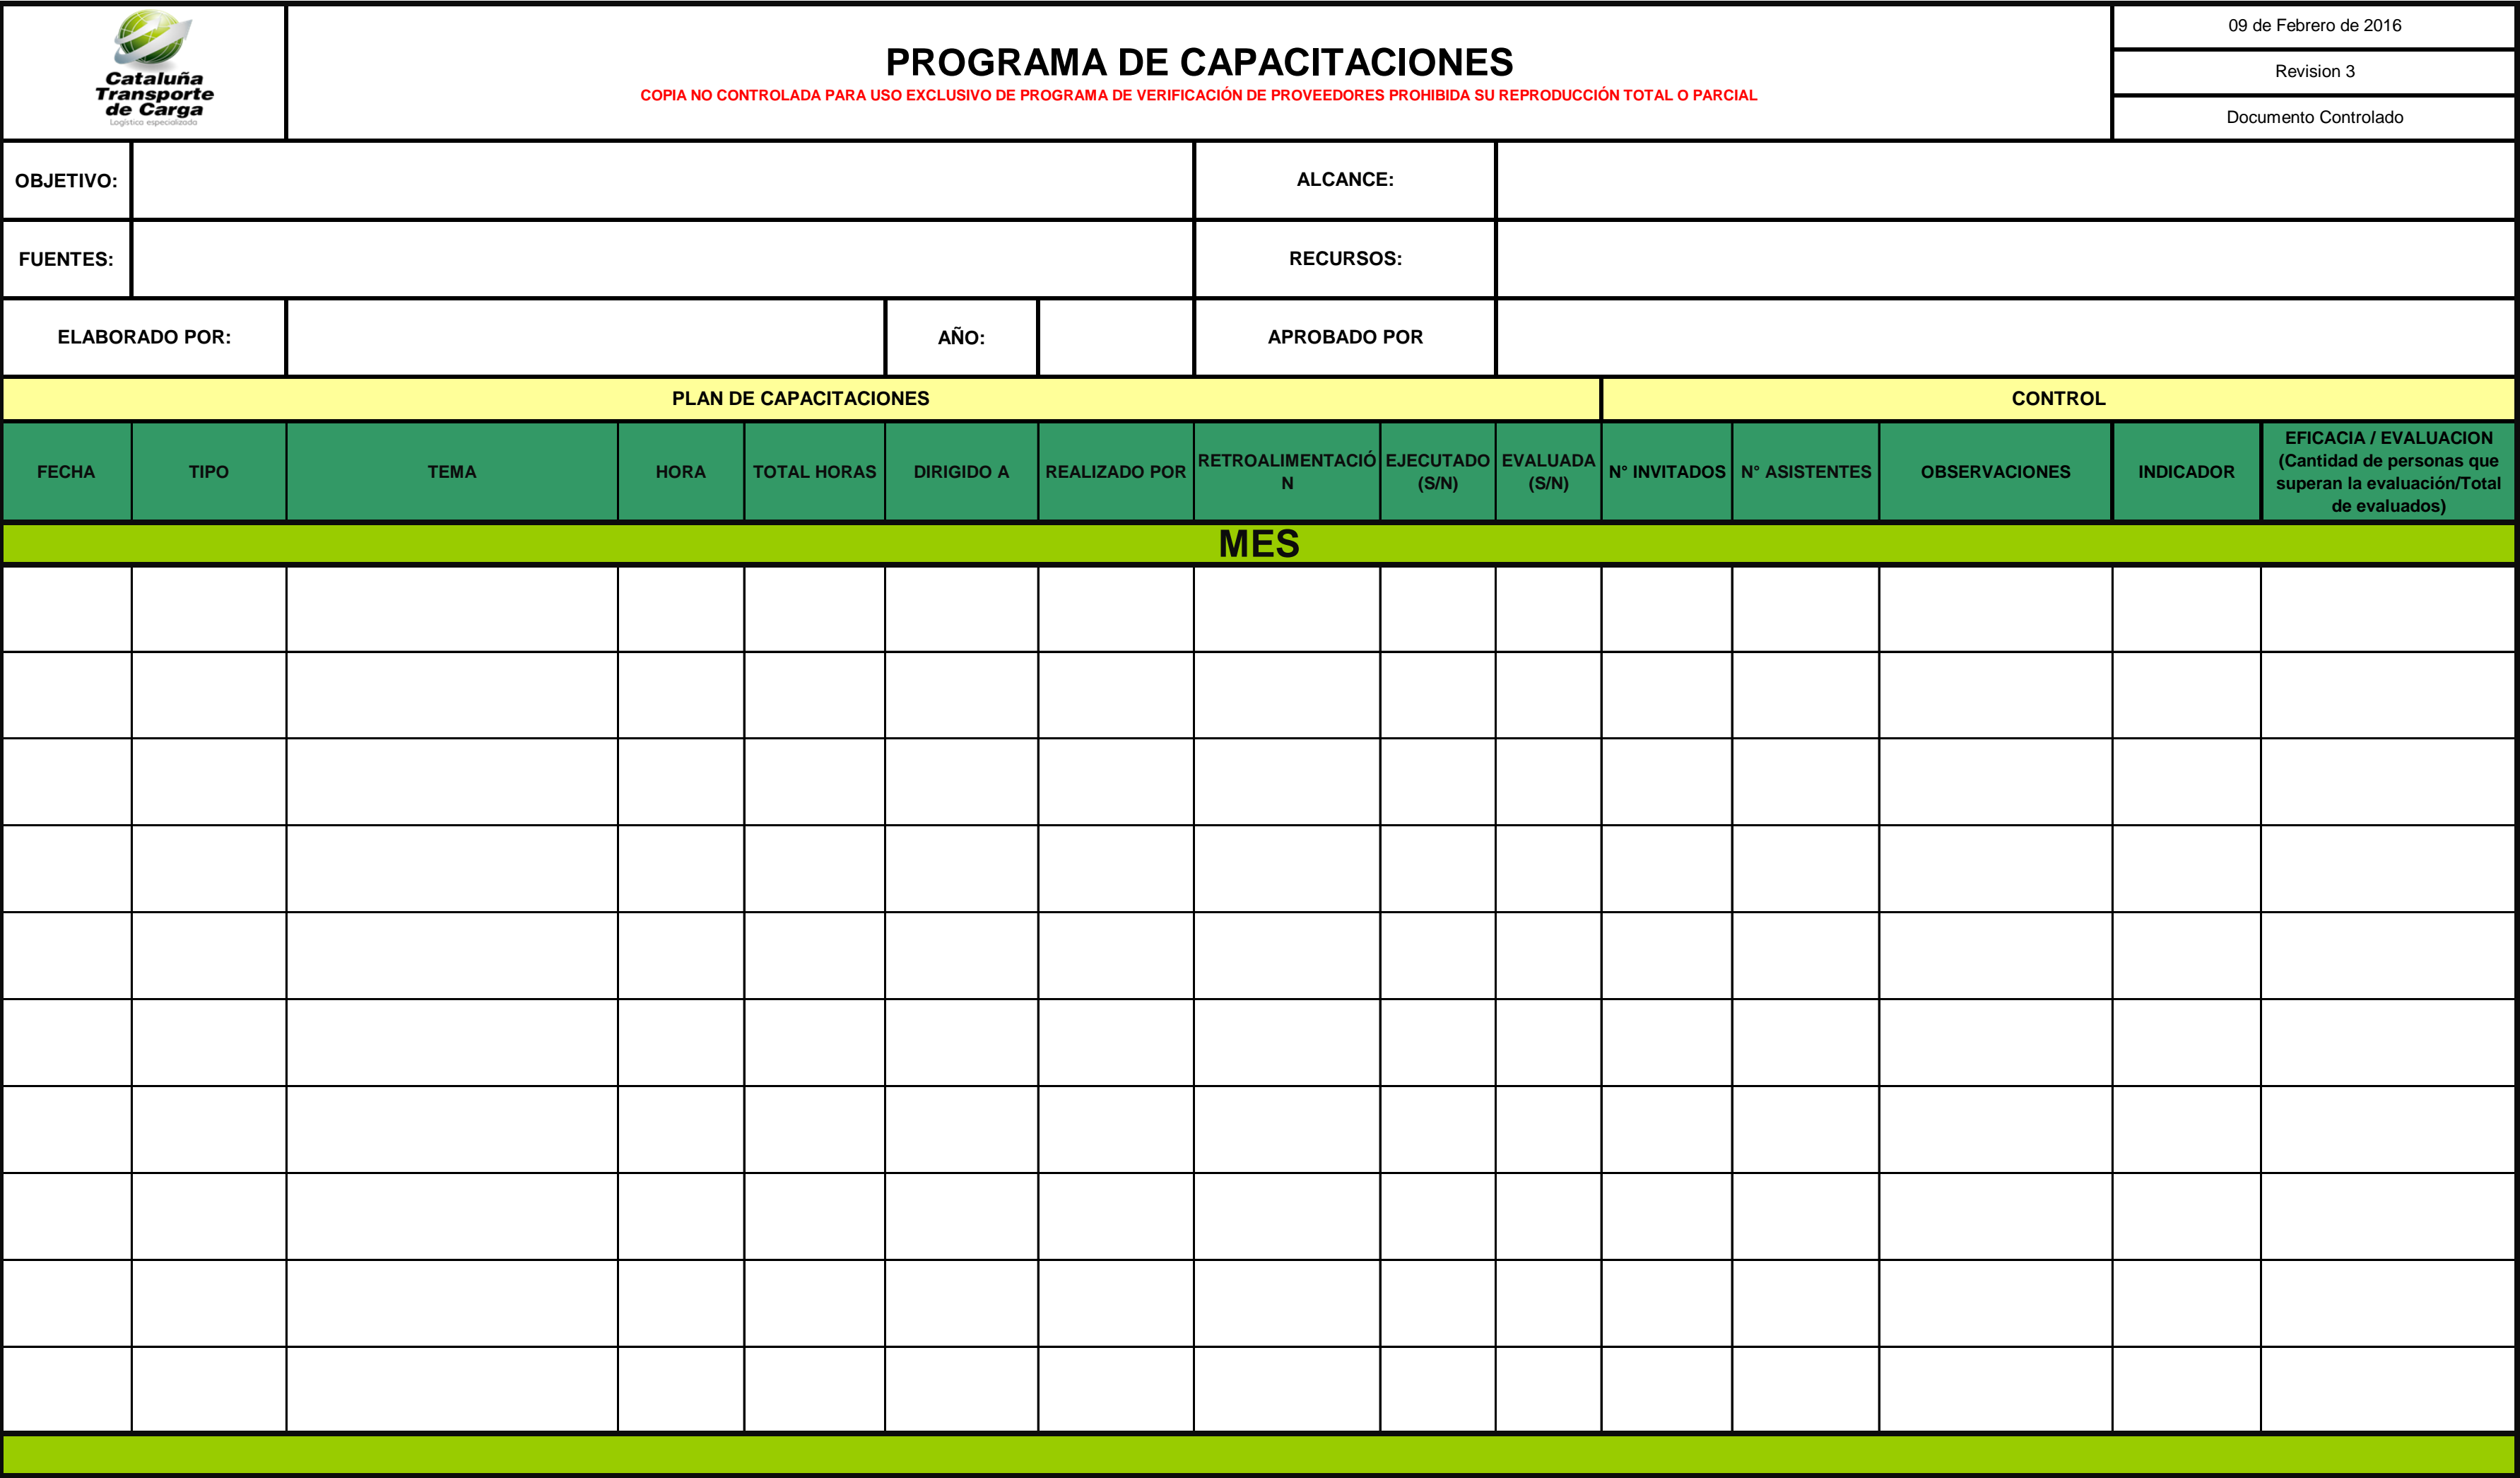 Cataluña
Transporte
de Carga
Logística especializada
PROGRAMA DE CAPACITACIONES
COPIA NO CONTROLADA PARA USO EXCLUSIVO DE PROGRAMA DE VERIFICACIÓN DE PROVEEDORES PROHIBIDA SU REPRODUCCIÓN TOTAL O PARCIAL
09 de Febrero de 2016
Revision 3
Documento Controlado
OBJETIVO:
ALCANCE:
FUENTES:
RECURSOS:
ELABORADO POR:
AÑO:
APROBADO POR
PLAN DE CAPACITACIONES
CONTROL
FECHA
TIPO
TEMA
HORA
TOTAL HORAS
DIRIGIDO A
REALIZADO POR
RETROALIMENTACIÓ
N
EJECUTADO
(S/N)
EVALUADA
(S/N)
N° INVITADOS
N° ASISTENTES
OBSERVACIONES
INDICADOR
EFICACIA / EVALUACION
(Cantidad de personas que
superan la evaluación/Total
de evaluados)
MES